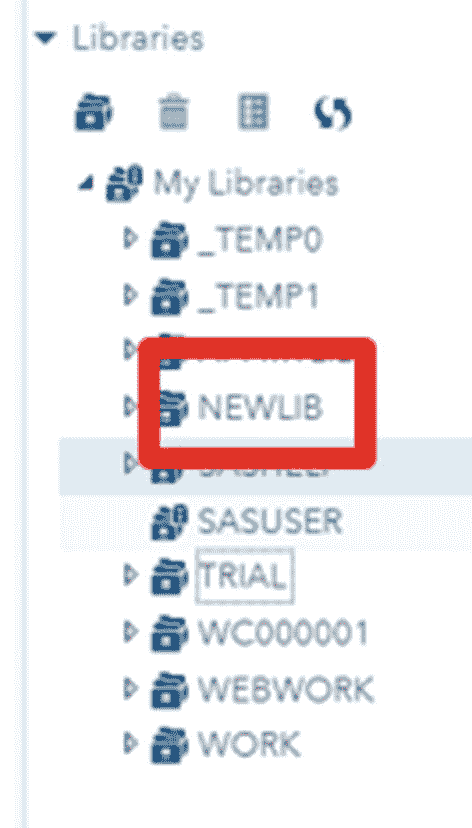 Libraries
My Libraries
_TEMP0
_TEMP1
NEWLIB
SASUSER
TRIAL
WC000001
WEBWORK
WORK